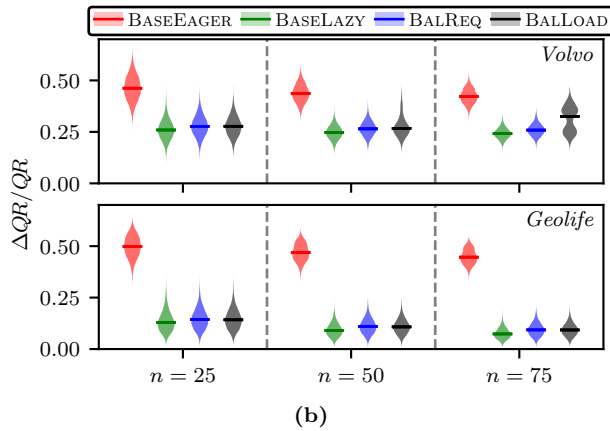 BASEEAGER BASELAZY BALREQ BALLOAD
Volvo
0.50
0.25
0.00
Geolife
0.50
0.25
0.00
ΔQR/QR
n = 25 n = 50 n = 75
(b)